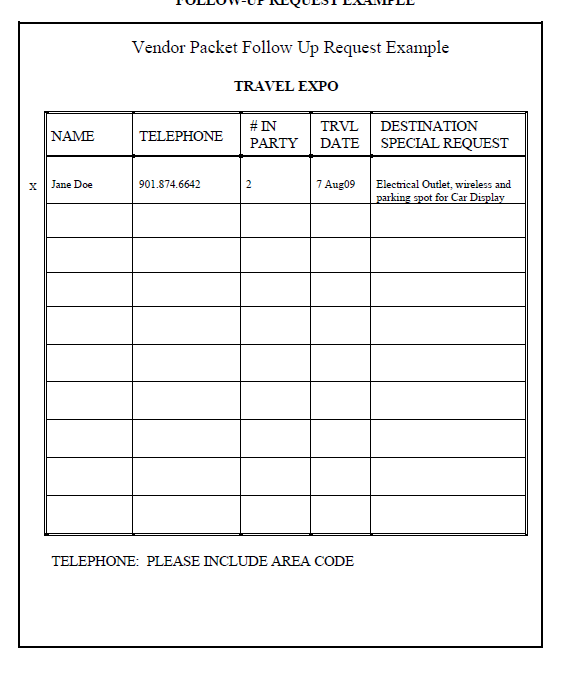 FOLLOW-UP REQUEST EXAMPLE
Vendor Packet Follow Up Request Example
TRAVEL EXPO
NAME TELEPHONE # IN PARTY TRVL DATE DESTINATION SPECIAL REQUEST
X Jane Doe 901.874.6642 2 7 Aug09 Electrical Outlet, wireless and
parking spot for Car Display
TELEPHONE: PLEASE INCLUDE AREA CODE